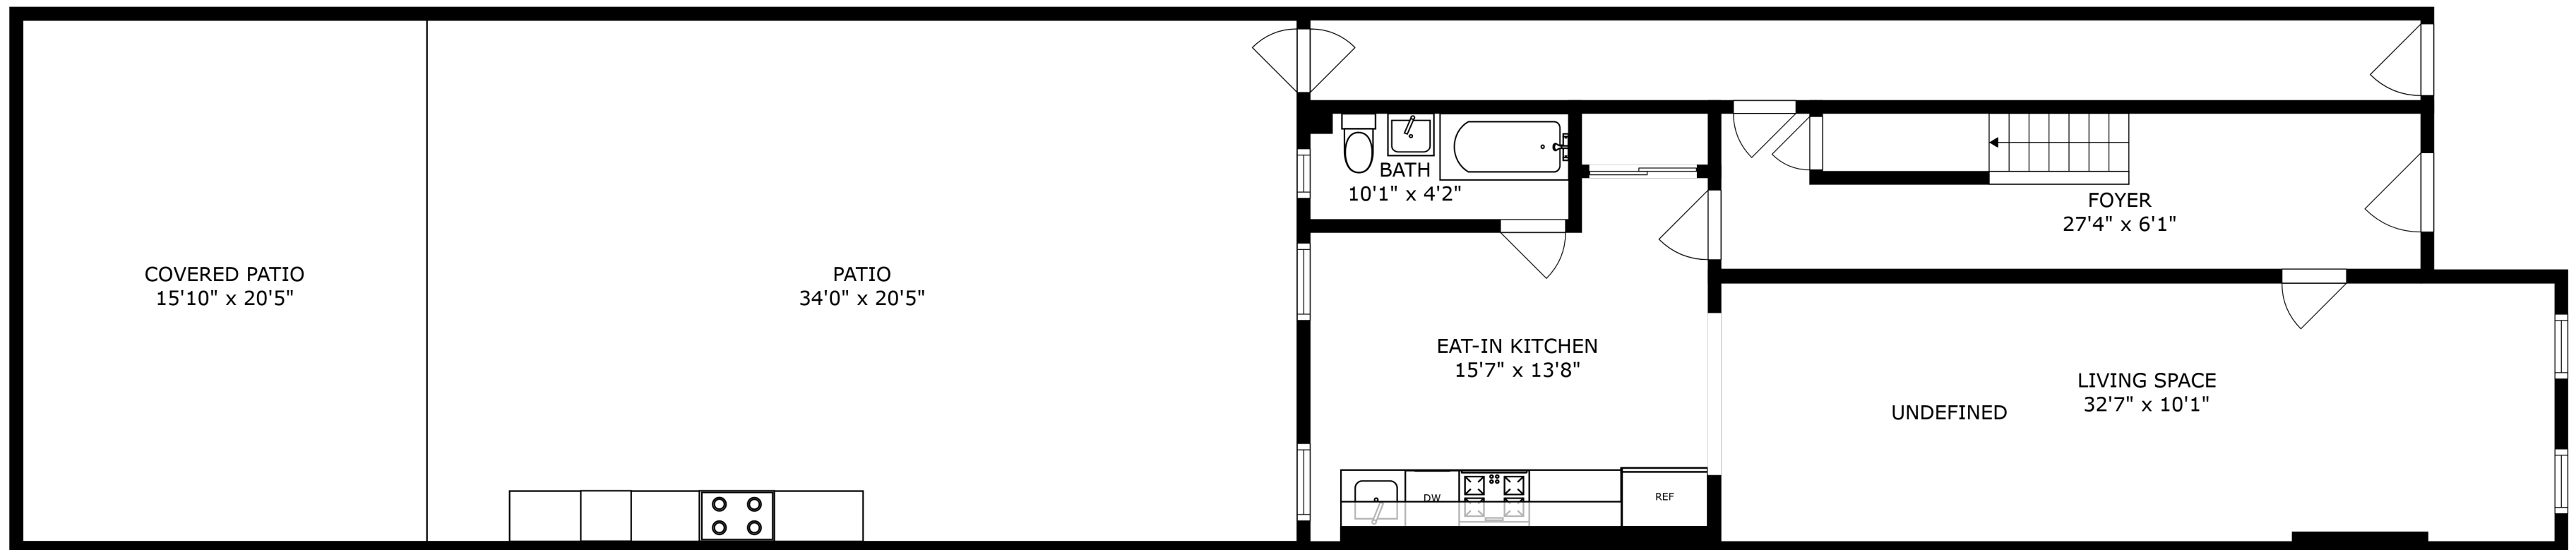 COVERED PATIO
15'10" x 20'5"
PATIO
34'0" x 20'5"
BATH
10'1" x 4'2"
FOYER
27'4" x 6'1"
EAT-IN KITCHEN
15'7" x 13'8"
LIVING SPACE
32'7" x 10'1"
UNDEFINED
DW
REF